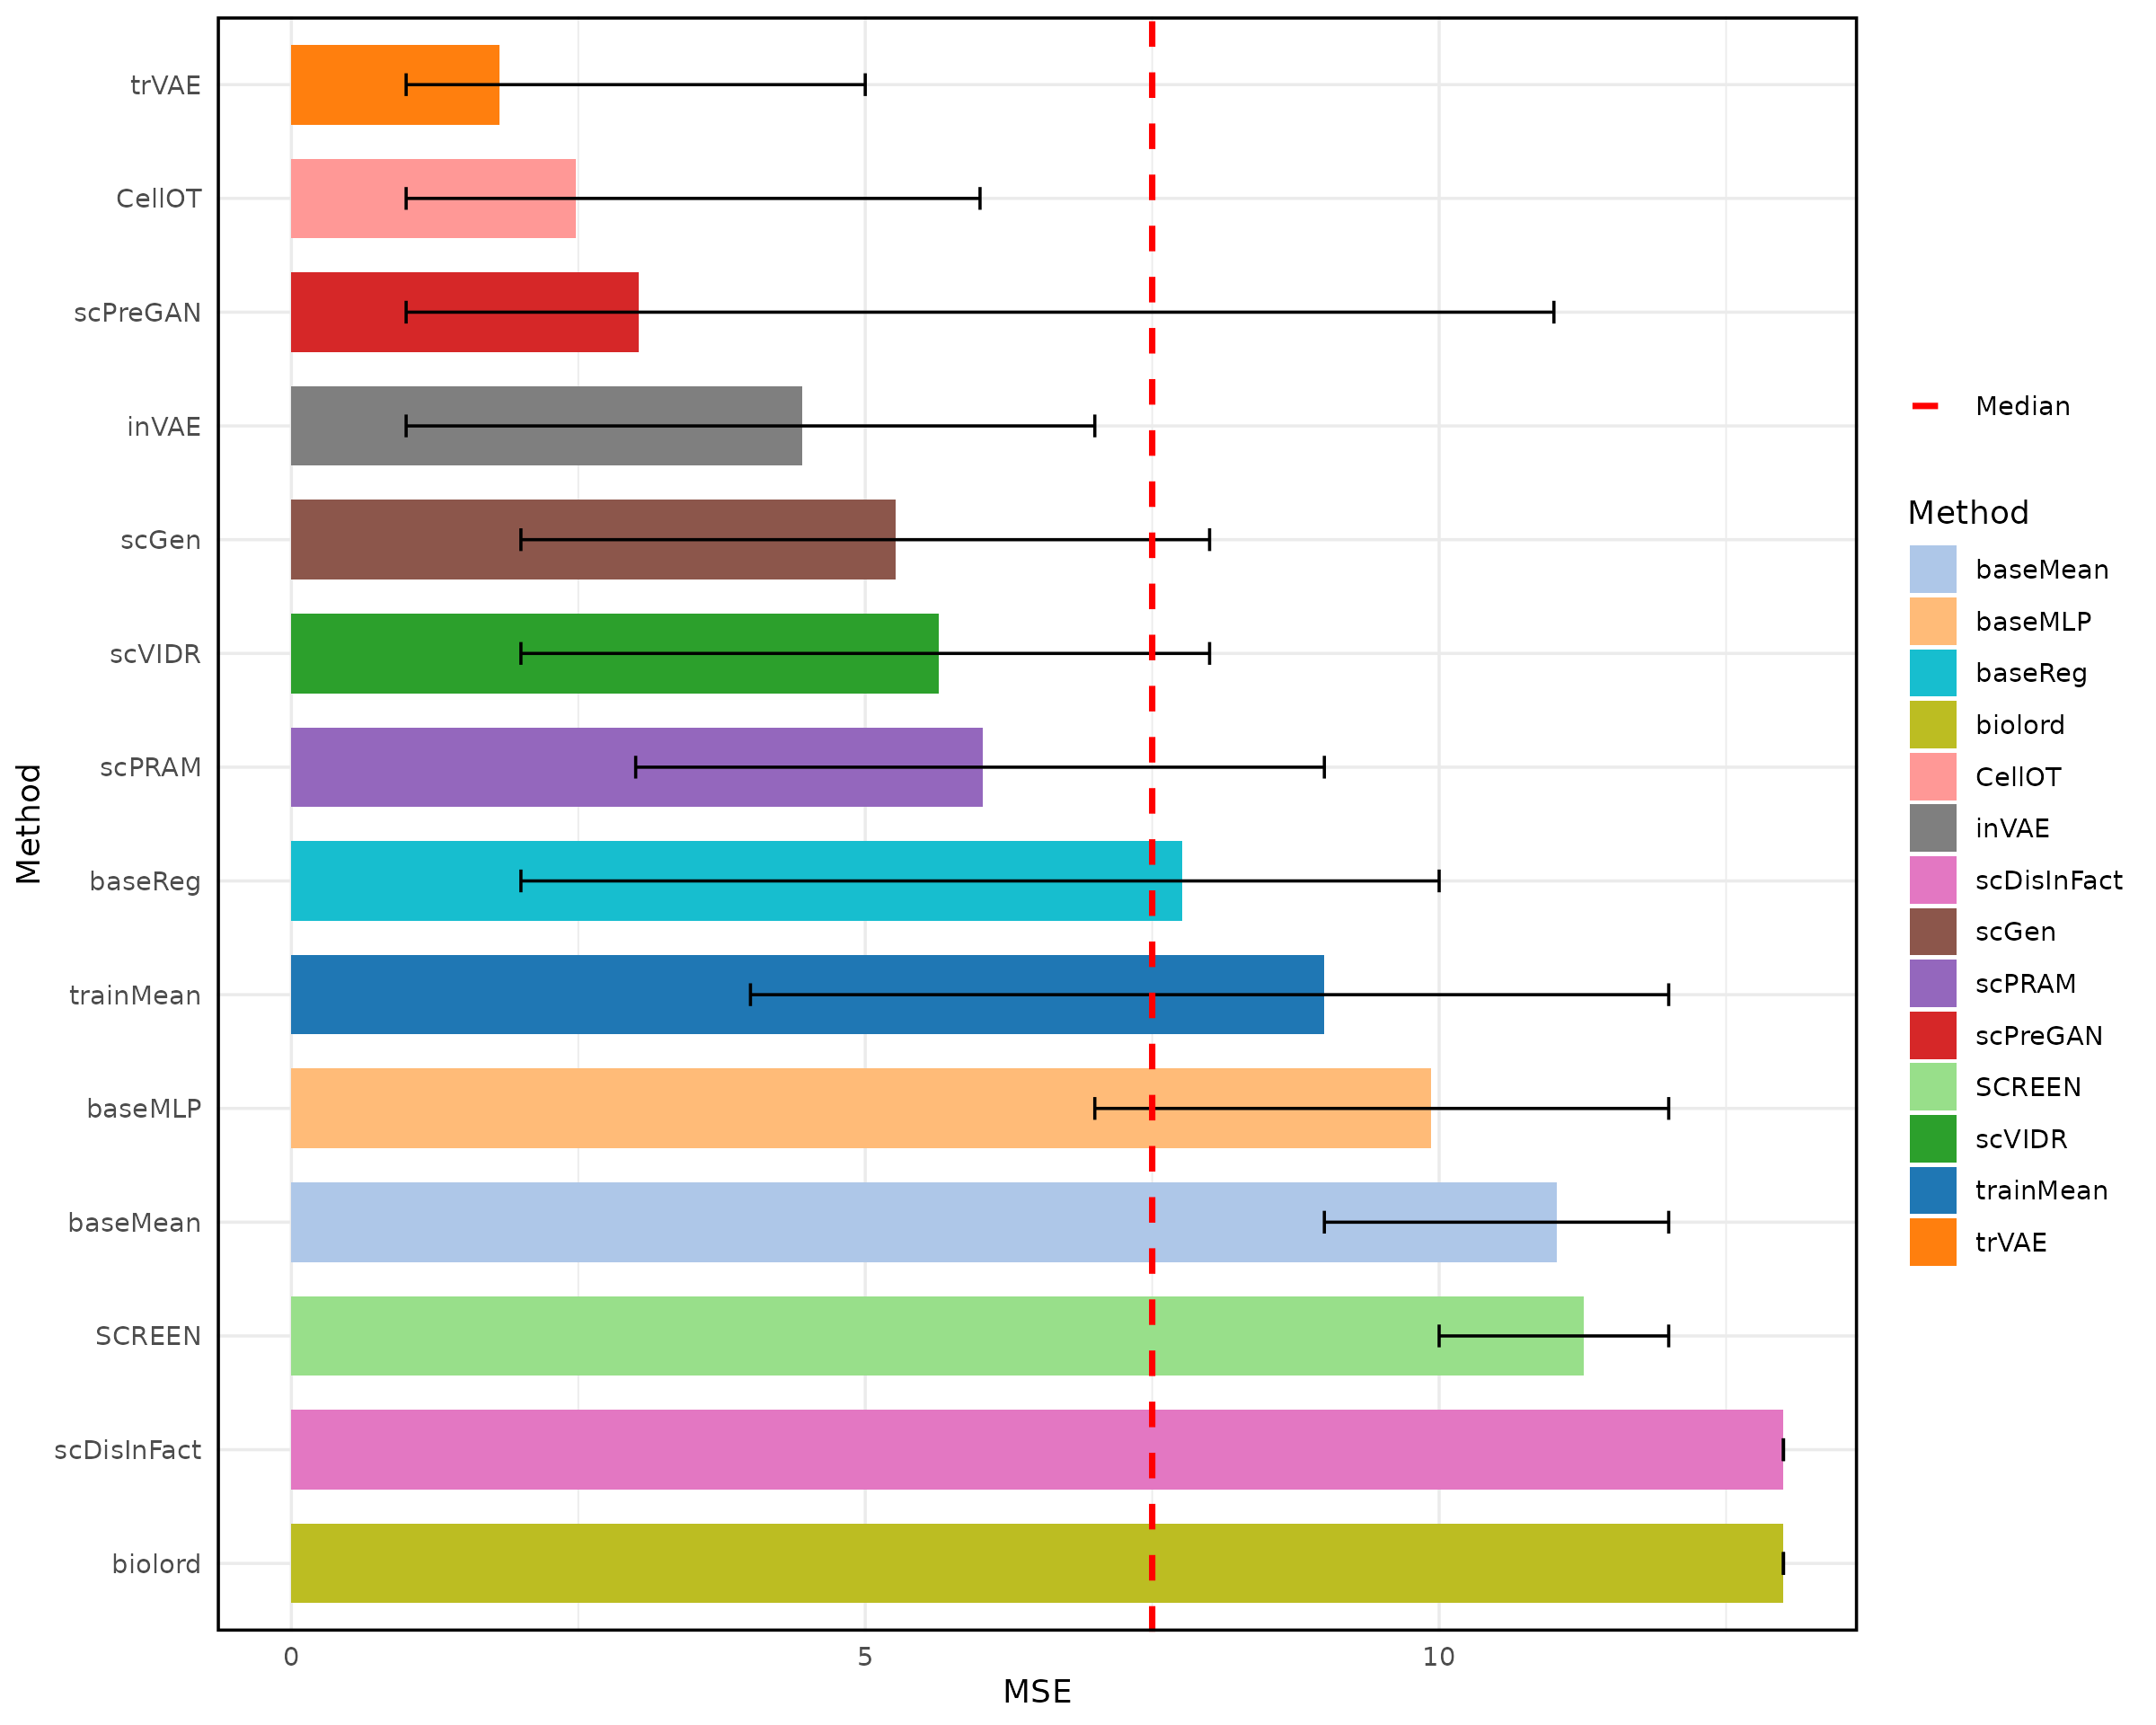 trVAE
CellOT
scPreGAN
inVAE
scGen
scVIDR
scPRAM
baseReg
trainMean
baseMLP
baseMean
SCREEN
scDisInFact
biolord
Method
0 5 10
MSE
Median
Method
baseMean
baseMLP
baseReg
biolord
CellOT
inVAE
scDisInFact
scGen
scPRAM
scPreGAN
SCREEN
scVIDR
trainMean
trVAE